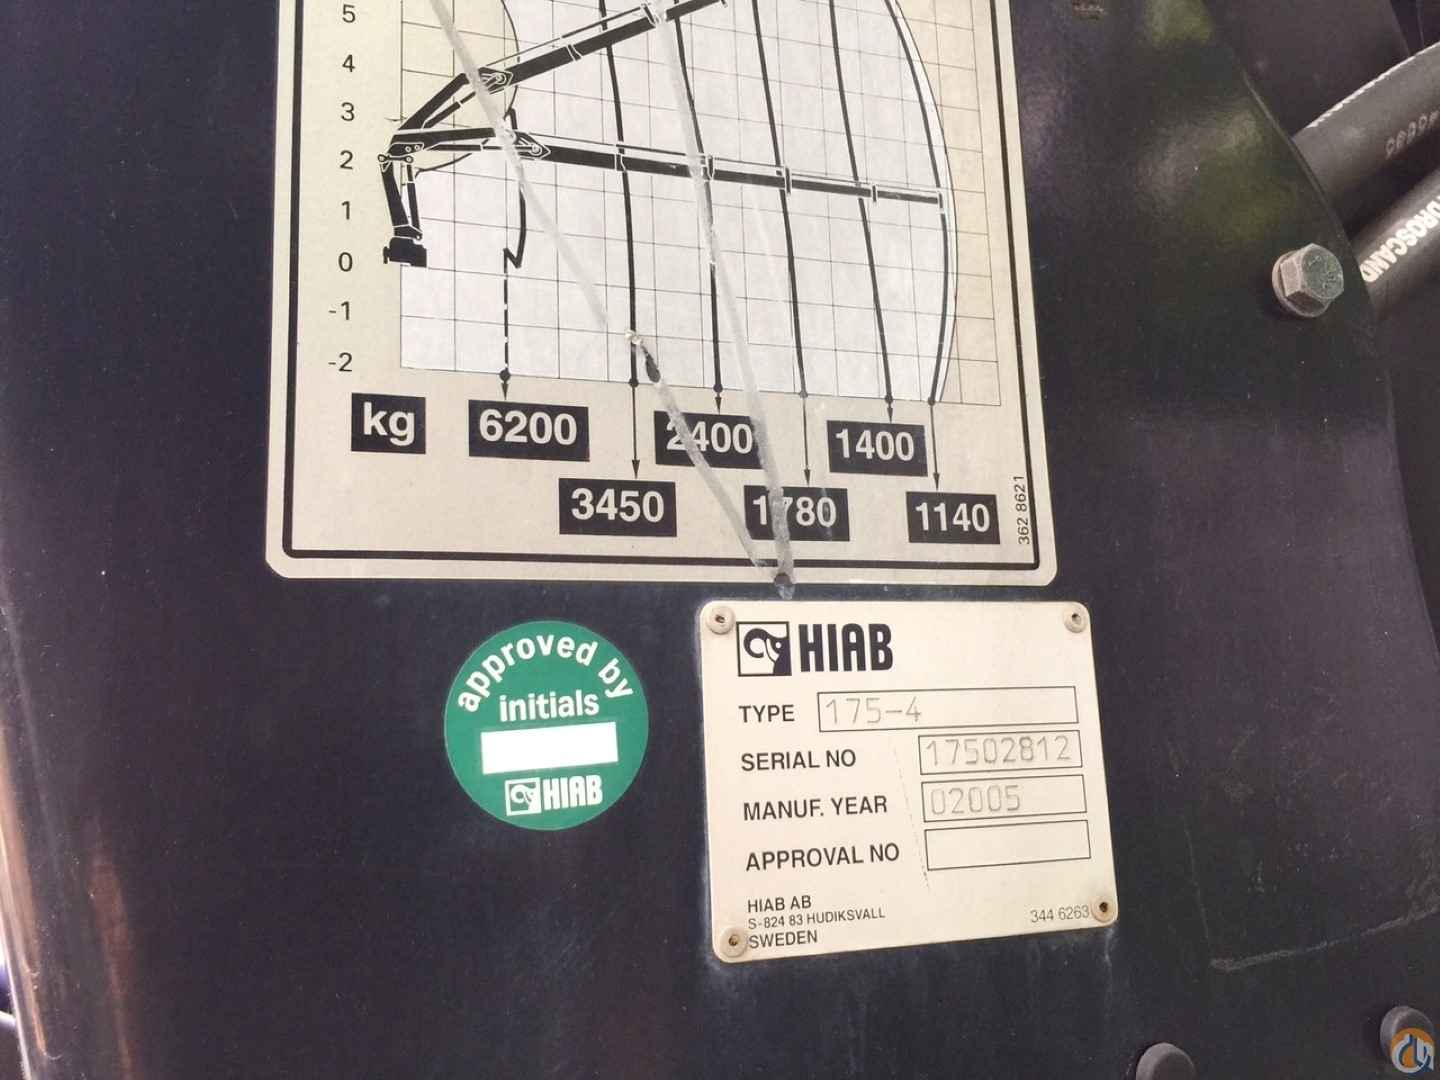 5
4
3
2
1
0
-1
-2
kg 6200 2400 1400
3450 1780 1140
362 8621
approved by
initials
HIAB
HIAB
TYPE 175-4
SERIAL NO 17502812
MANUF. YEAR 02005
APPROVAL NO
HIAB AB
S-824 83 HUDIKSVALL
SWEDEN
344 6263